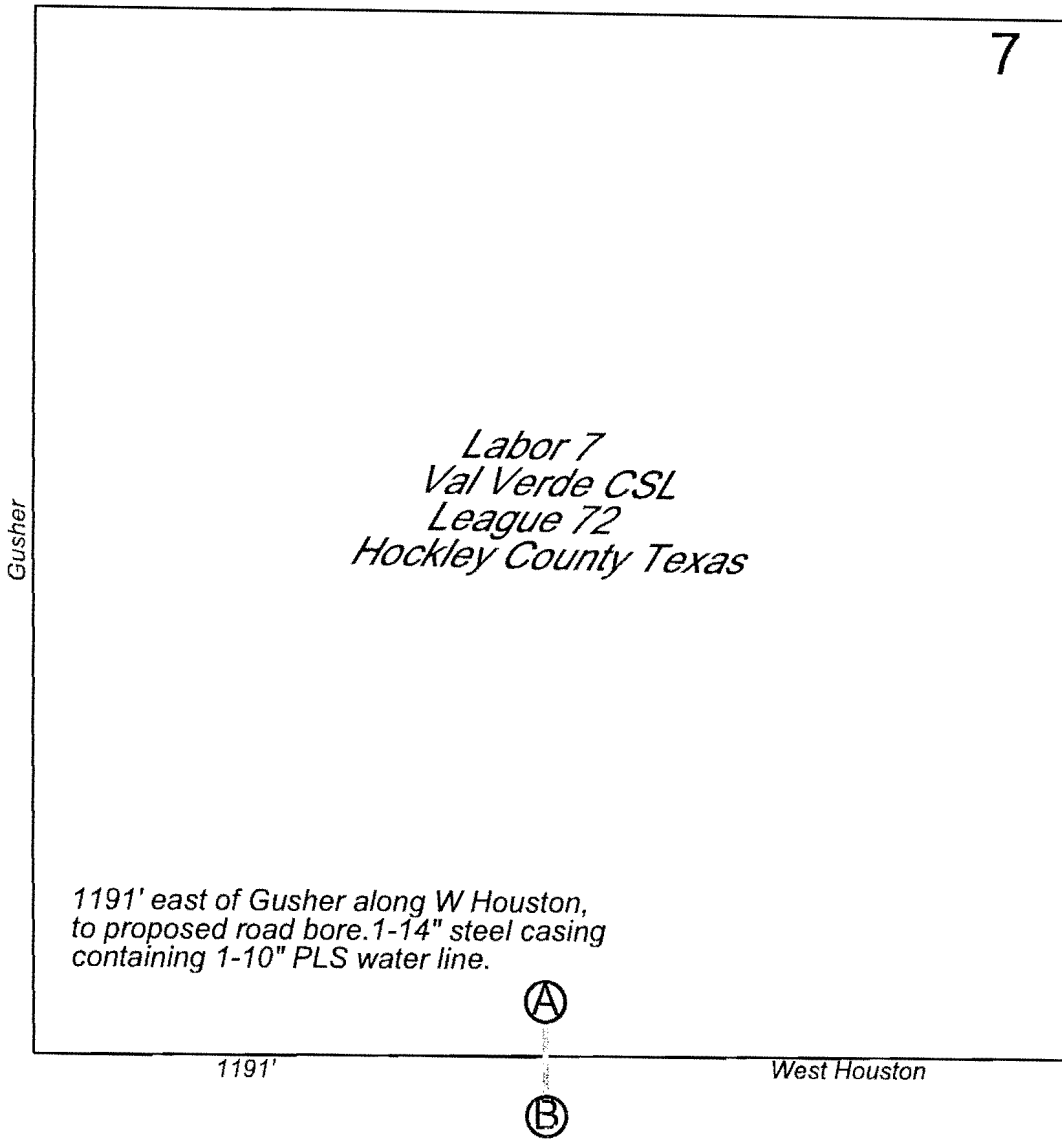 7
Labor 7
Val Verde CSL
League 72
Hockley County Texas
Gusher
1191' east of Gusher along W Houston,
to proposed road bore.1-14" steel casing
containing 1-10" PLS water line.
A
1191'
West Houston
B